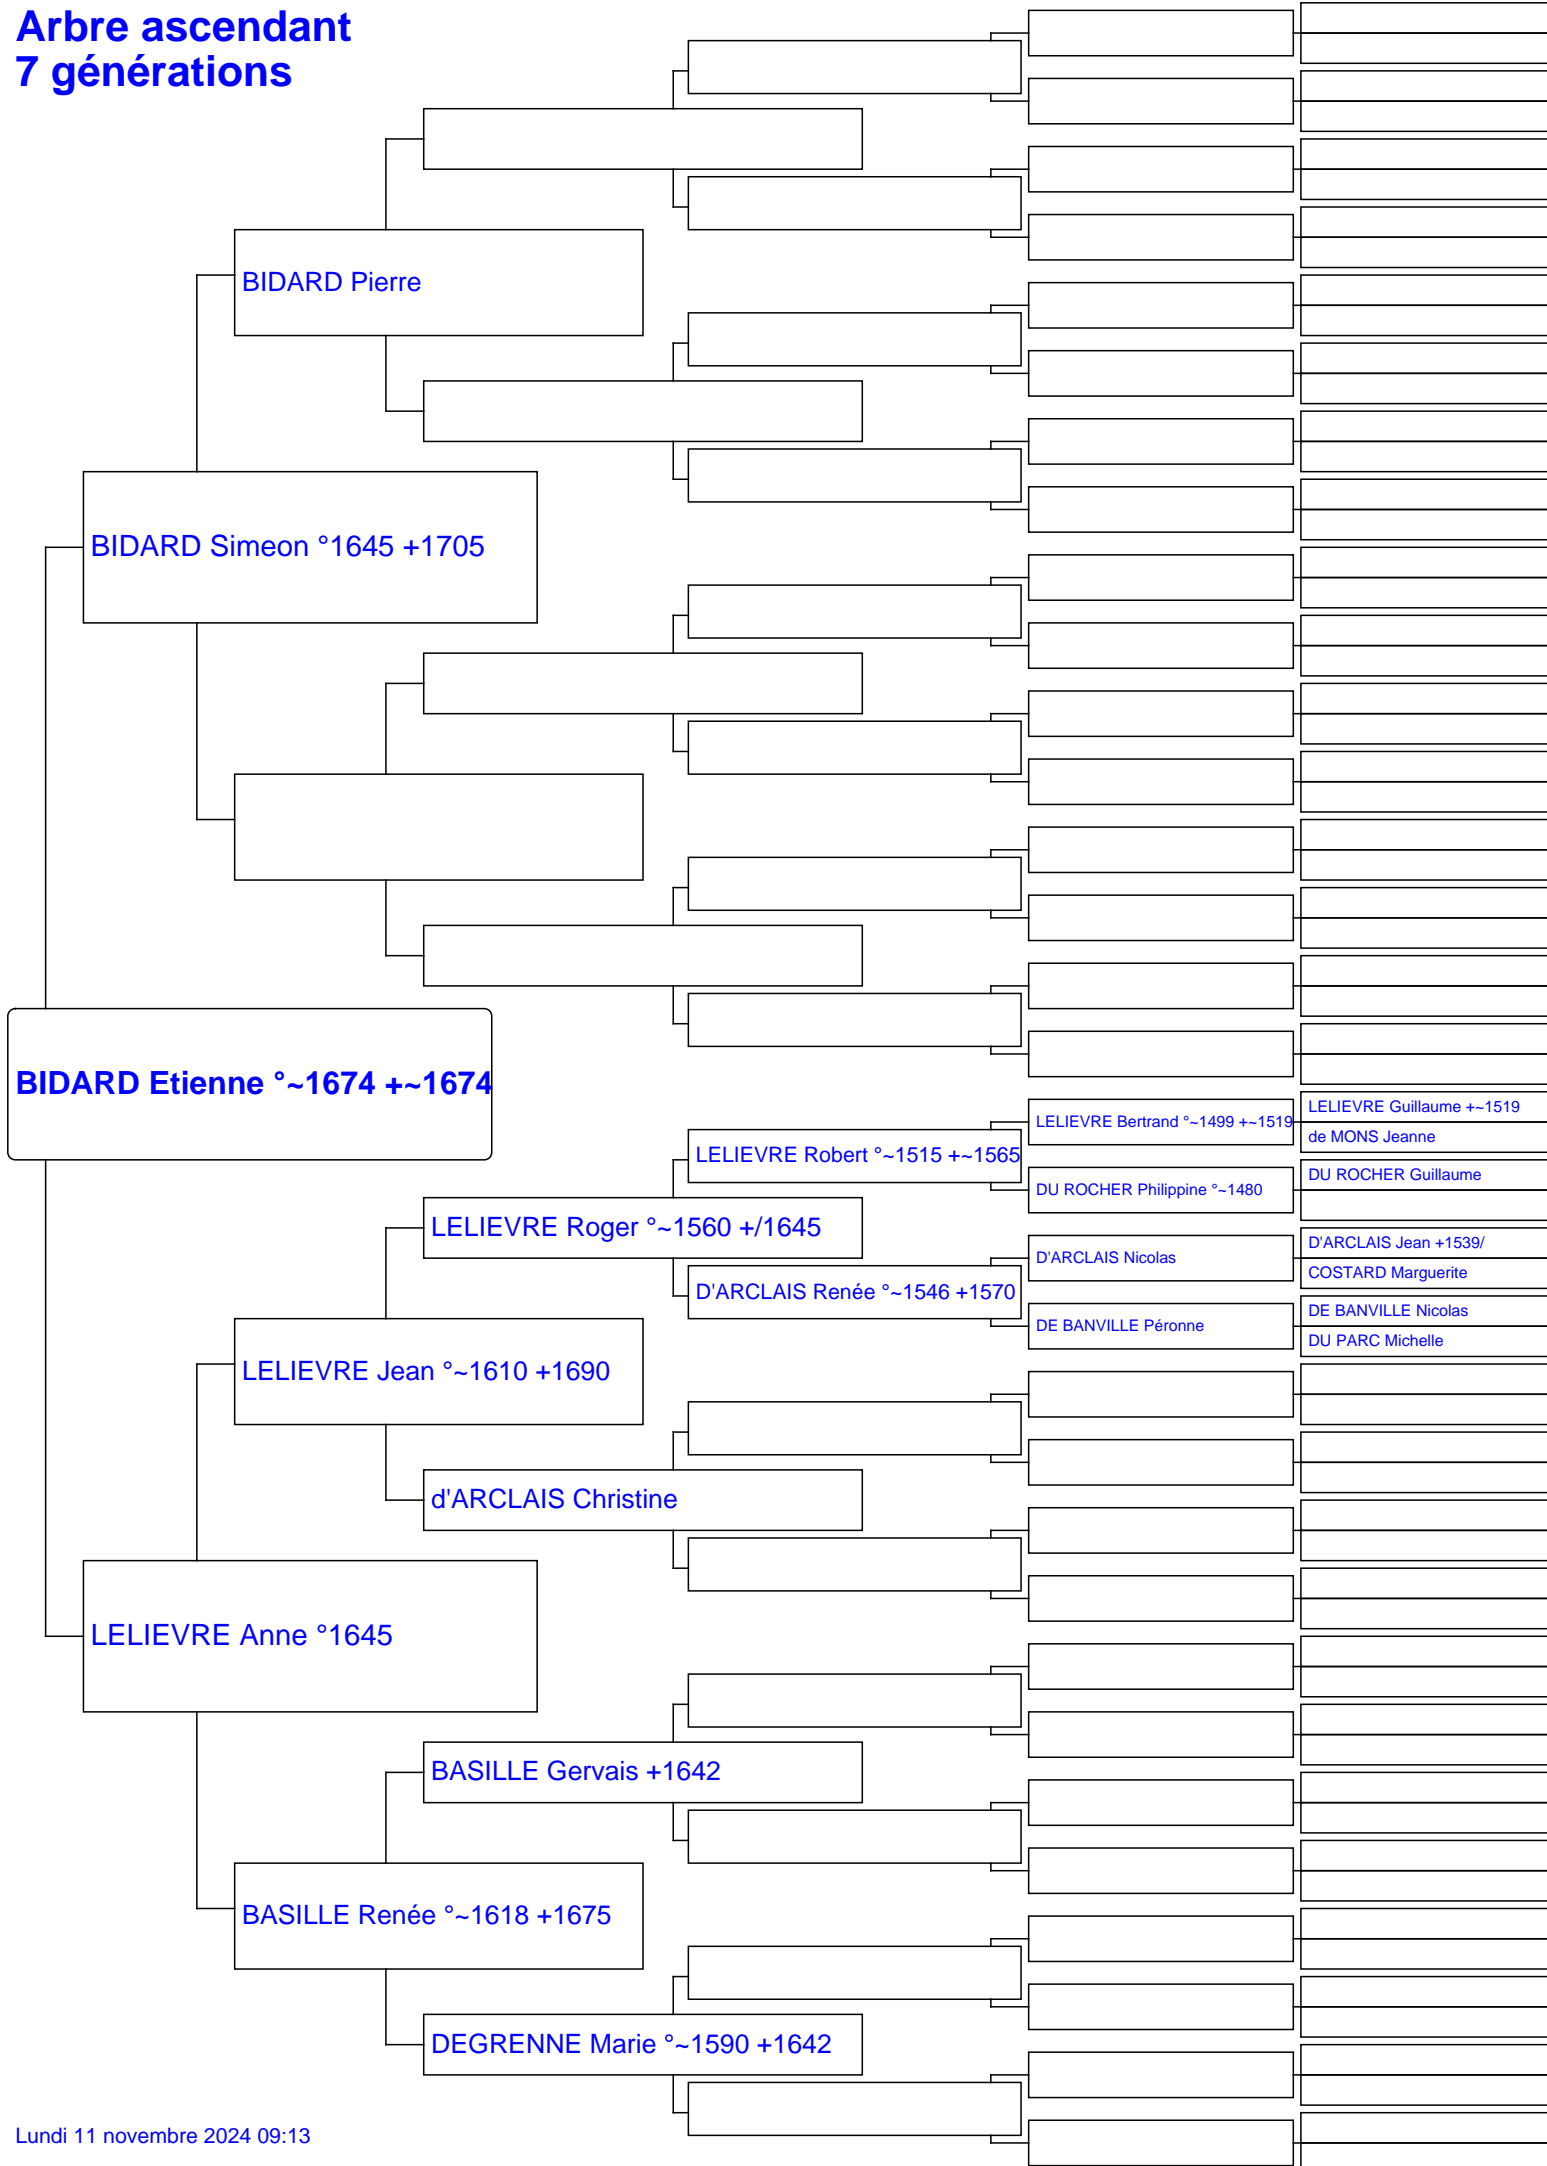 Arbre ascendant
7 générations
BIDARD Pierre
BIDARD Simeon °1645 +1705
BIDARD Etienne °~1674 +~1674
LELIEVRE Guillaume +~1519
LELIEVRE Bertrand °~1499 +~1519
de MONS Jeanne
LELIEVRE Robert °~1515 +~1565
DU ROCHER Guillaume
DU ROCHER Philippine °~1480
LELIEVRE Roger °~1560 +/1645
D'ARCLAIS Jean +1539/
D'ARCLAIS Nicolas
COSTARD Marguerite
D'ARCLAIS Renée °~1546 +1570
DE BANVILLE Nicolas
DE BANVILLE Péronne
DU PARC Michelle
LELIEVRE Jean °~1610 +1690
d'ARCLAIS Christine
LELIEVRE Anne °1645
BASILLE Gervais +1642
BASILLE Renée °~1618 +1675
DEGRENNE Marie °~1590 +1642
Lundi 11 novembre 2024 09:13